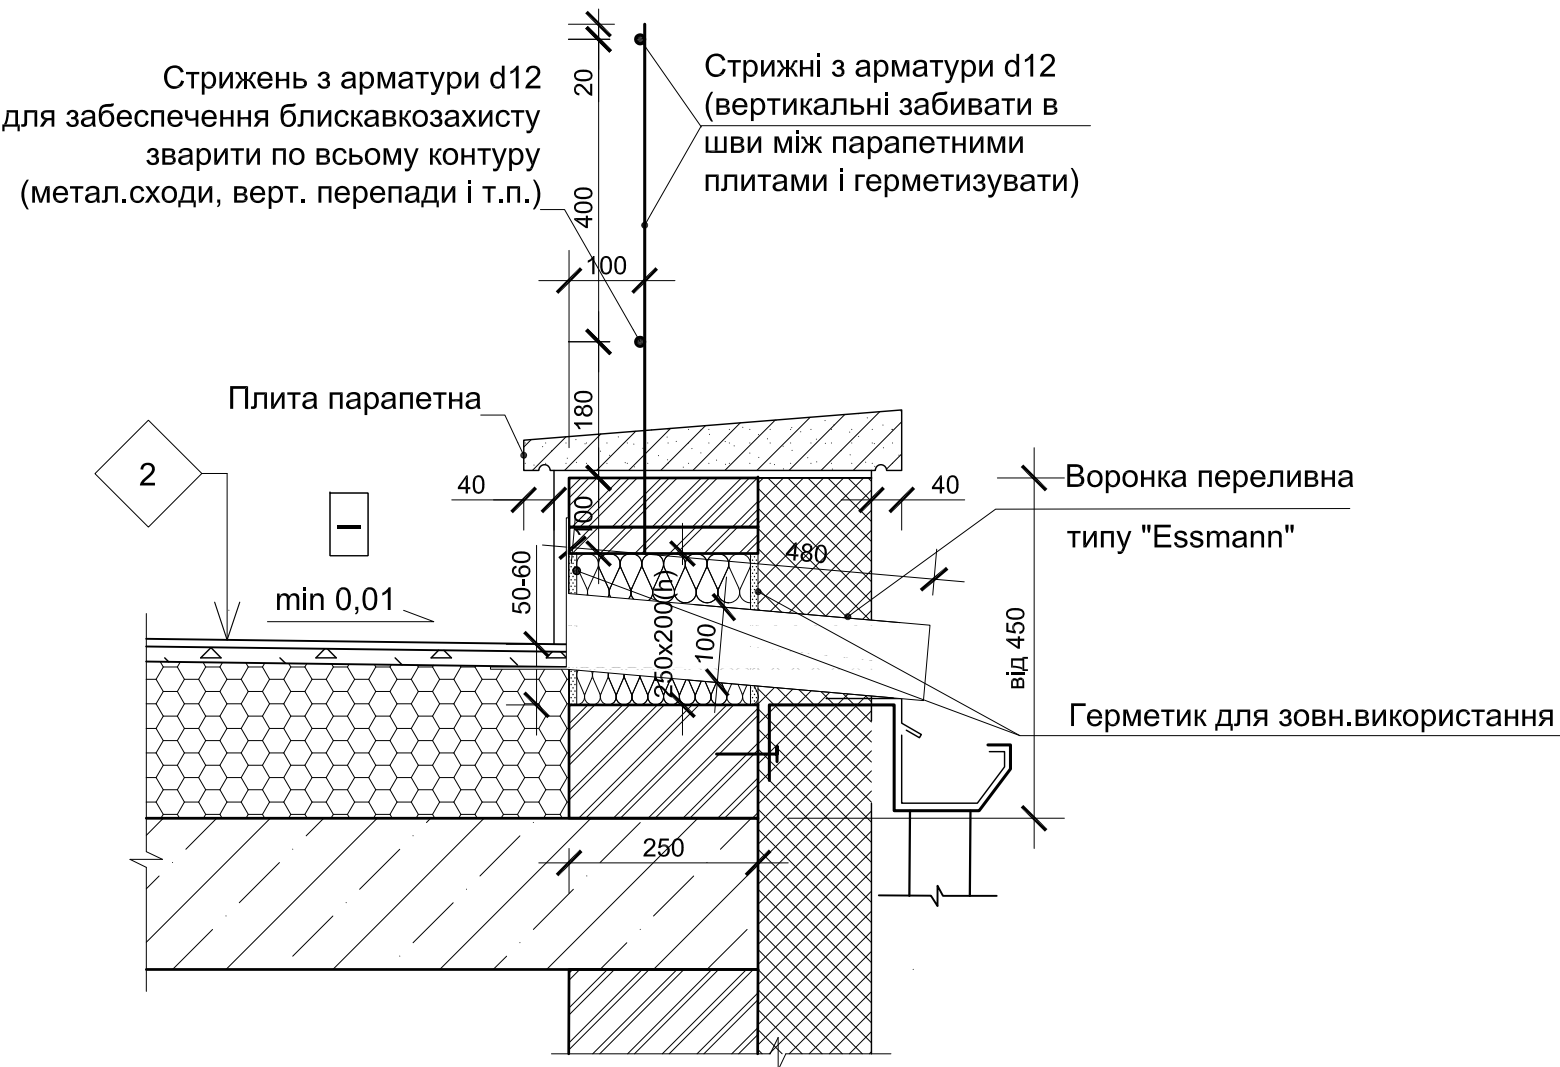 Стрижень з арматури d12
для забеспечення блискавкозахисту
зварити по всьому контуру
(метал.сходи, верт. перепади і т.п.)
Стрижні з арматури d12
(вертикальні забивати в
шви між парапетними
плитами і герметизувати)
20
400
100
180
Плита парапетна
2
40
40
Воронка переливна
типу "Essmann"
100
480
50-60
min 0,01
250x200(h)
100
від 450
Герметик для зовн.використання
250